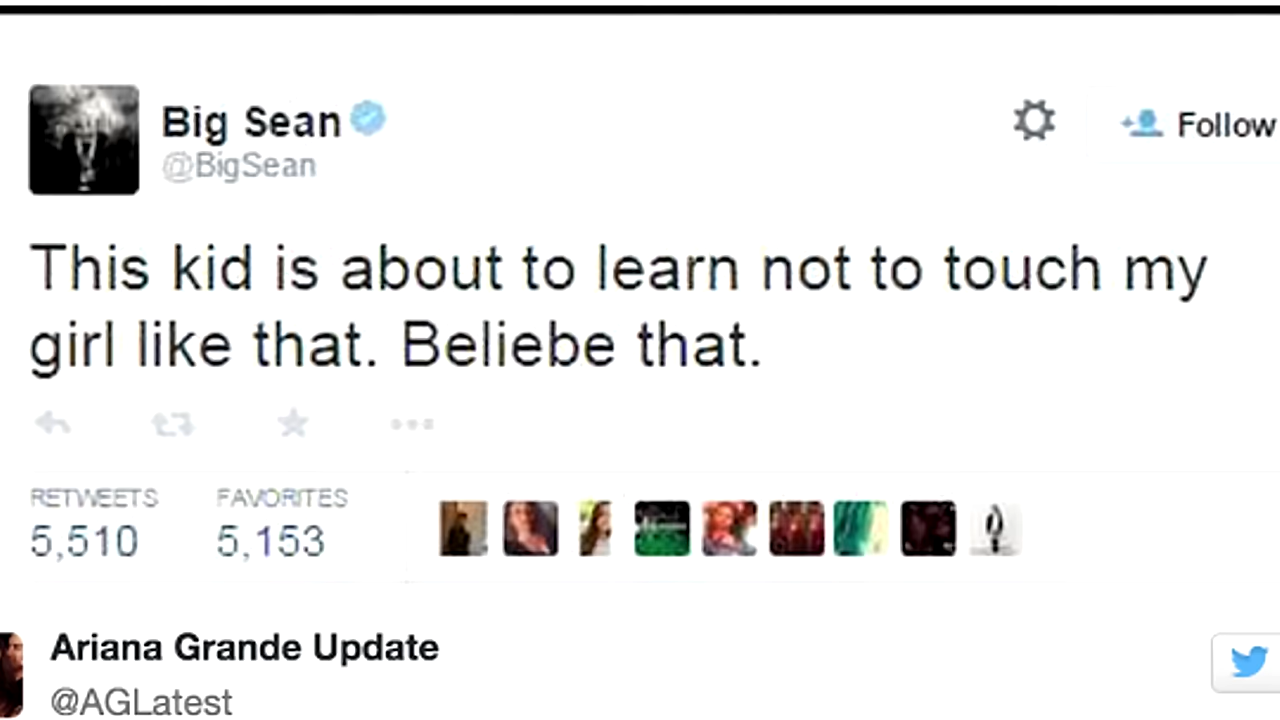 Big Sean
@BigSean
Follow
This kid is about to learn not to touch my
girl like that. Beliebe that.
RETWEETS FAVORITES
5,510 5,153
Ariana Grande Update
@AGLatest